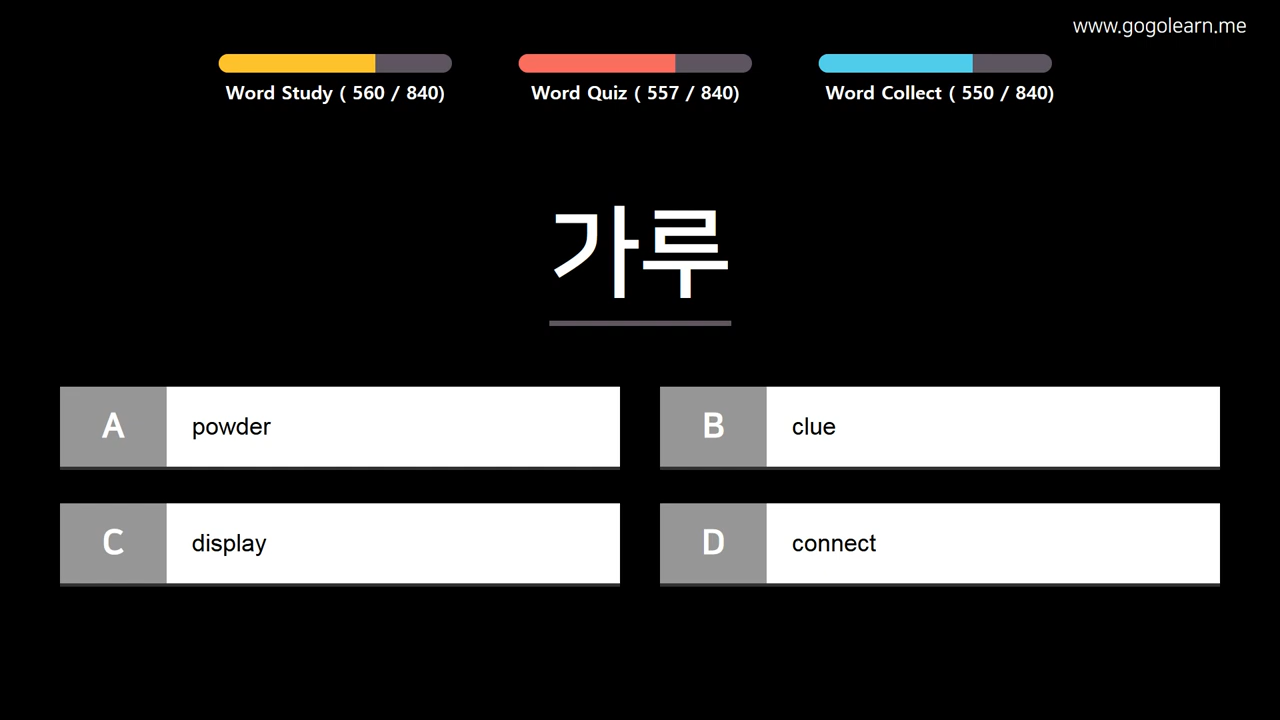 www.gogolearn.me
Word Study ( 560 / 840)
Word Quiz ( 557 / 840)
Word Collect ( 550 / 840)
가루
A
powder
B
clue
C
display
D
connect